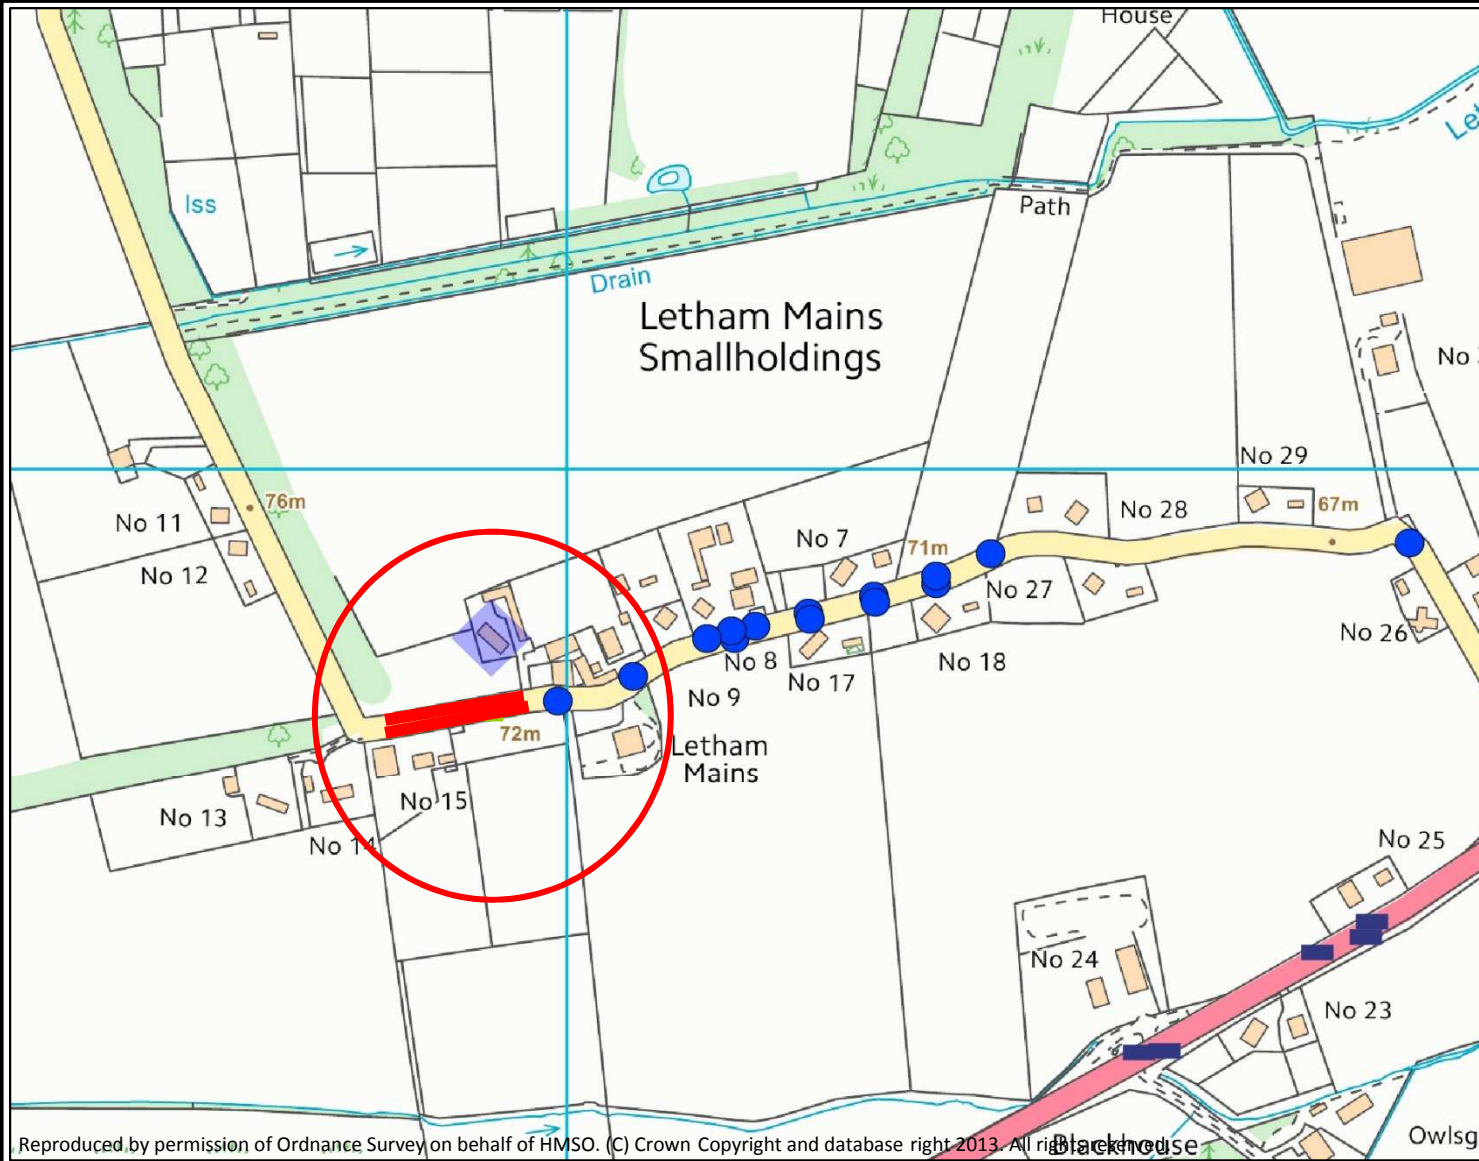 House
Let
Iss
Path
Drain
Letham Mains
Smallholdings
No
No 29
76m
67m
No 11
No 28
No 7
71m
No 12
No 27
No 26
No 8
No 18
No 17
No 9
72m
Letham
Mains
No 15
No 13
No 14
No 25
No 24
No 23
Reproduced by permission of Ordnance Survey on behalf of HMSO. (C) Crown Copyright and database right 2013. All rights reserved.
Blackhouse
Owlsg